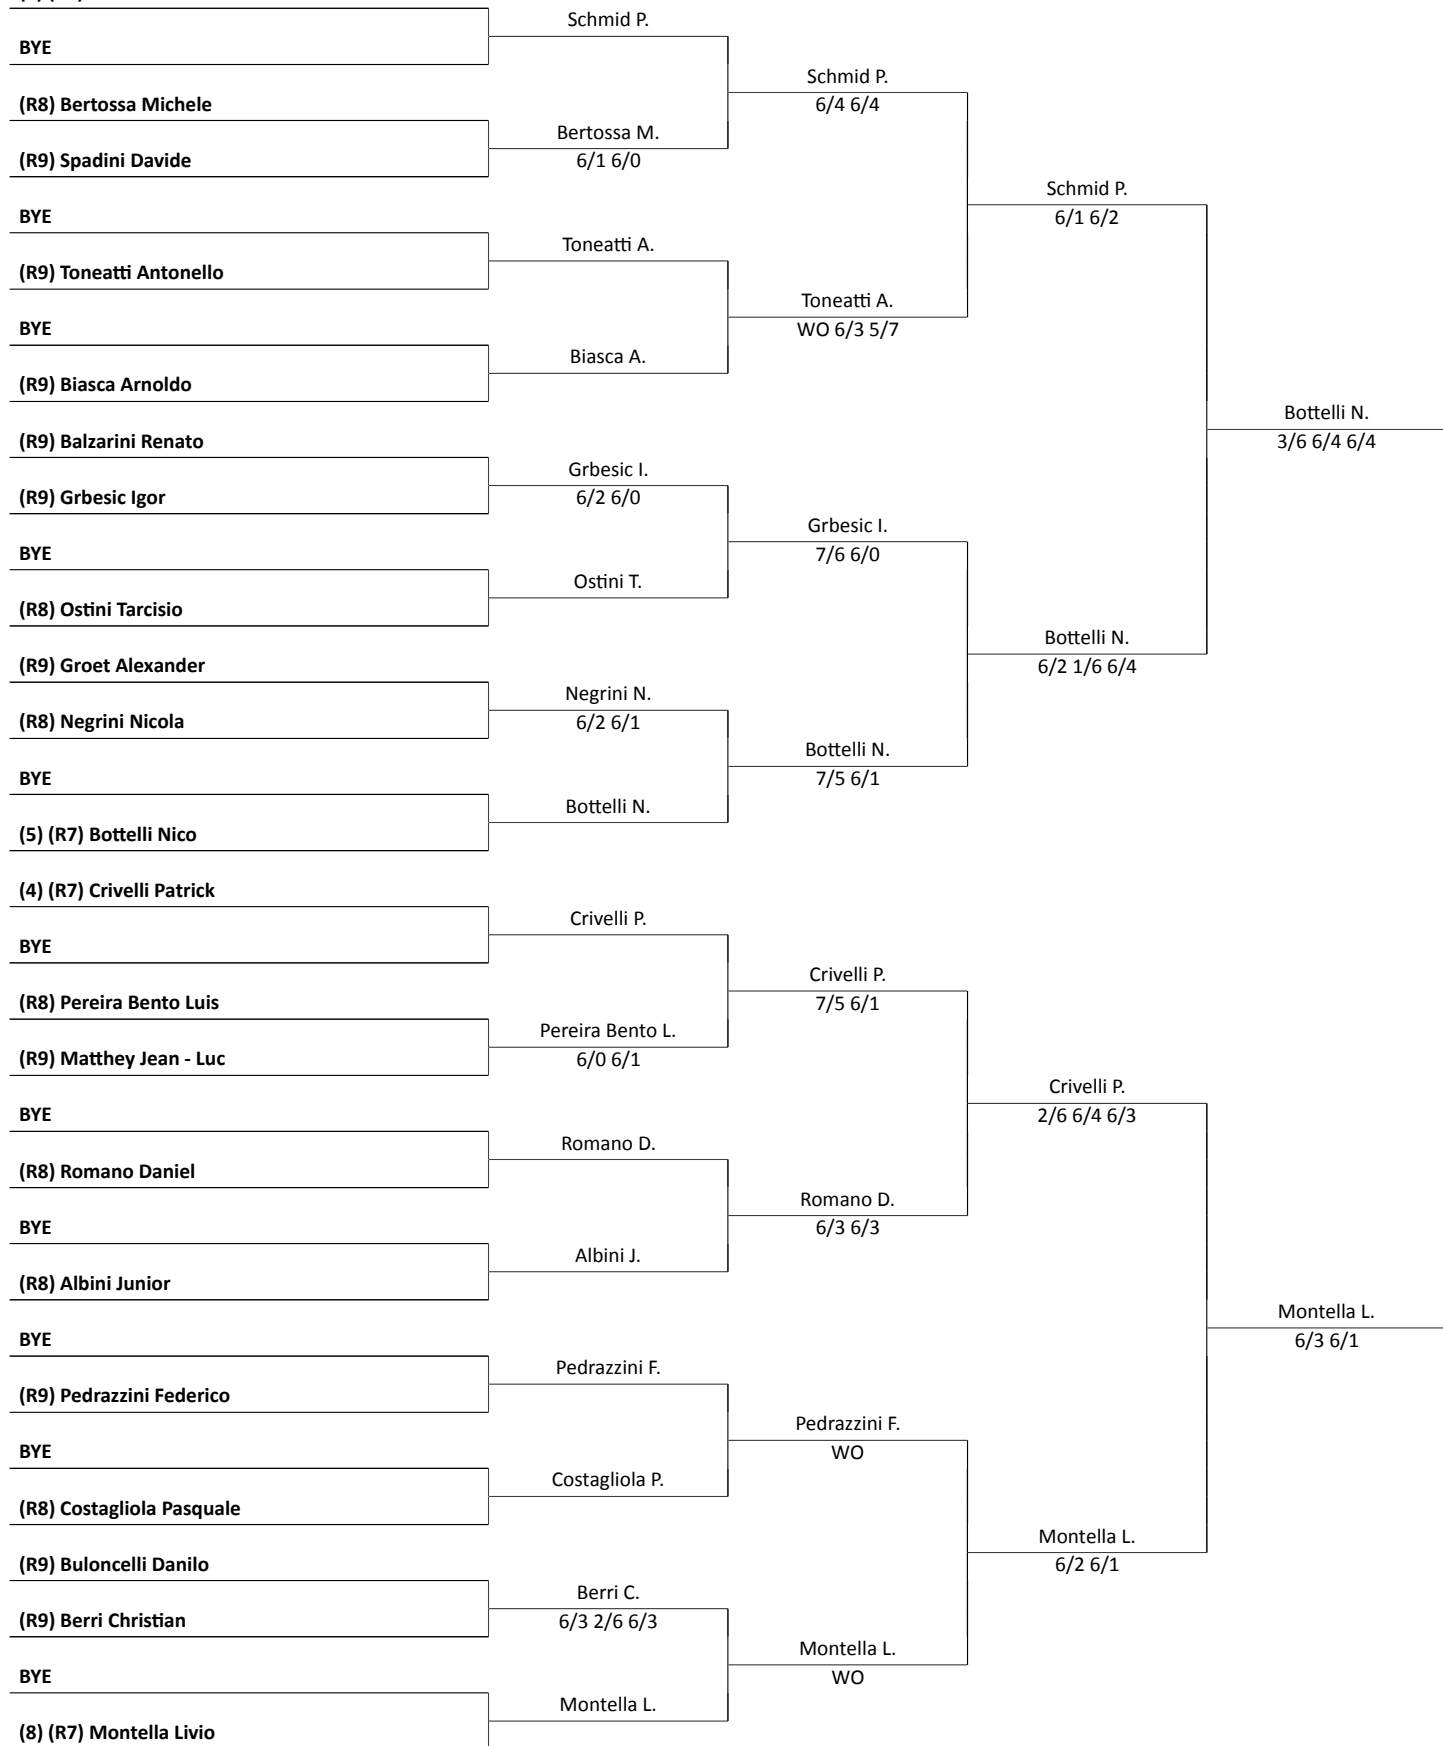 Schmid P.
BYE
Schmid P.
(R8) Bertossa Michele
6/4 6/4
Bertossa M.
(R9) Spadini Davide
6/1 6/0
Schmid P.
BYE
6/1 6/2
Toneatti A.
(R9) Toneatti Antonello
Toneatti A.
BYE
WO 6/3 5/7
Biasca A.
(R9) Biasca Arnoldo
Bottelli N.
(R9) Balzarini Renato
3/6 6/4 6/4
Grbesic I.
(R9) Grbesic Igor
6/2 6/0
Grbesic I.
BYE
7/6 6/0
Ostini T.
(R8) Ostini Tarcisio
Bottelli N.
(R9) Groet Alexander
6/2 1/6 6/4
Negrini N.
(R8) Negrini Nicola
6/2 6/1
Bottelli N.
BYE
7/5 6/1
Bottelli N.
(5) (R7) Bottelli Nico
(4) (R7) Crivelli Patrick
Crivelli P.
BYE
Crivelli P.
(R8) Pereira Bento Luis
7/5 6/1
Pereira Bento L.
(R9) Matthey Jean - Luc
6/0 6/1
Crivelli P.
BYE
2/6 6/4 6/3
Romano D.
(R8) Romano Daniel
Romano D.
BYE
6/3 6/3
Albini J.
(R8) Albini Junior
Montella L.
BYE
6/3 6/1
Pedrazzini F.
(R9) Pedrazzini Federico
Pedrazzini F.
BYE
WO
Costagliola P.
(R8) Costagliola Pasquale
Montella L.
(R9) Buloncelli Danilo
6/2 6/1
Berri C.
(R9) Berri Christian
6/3 2/6 6/3
Montella L.
BYE
WO
Montella L.
(8) (R7) Montella Livio